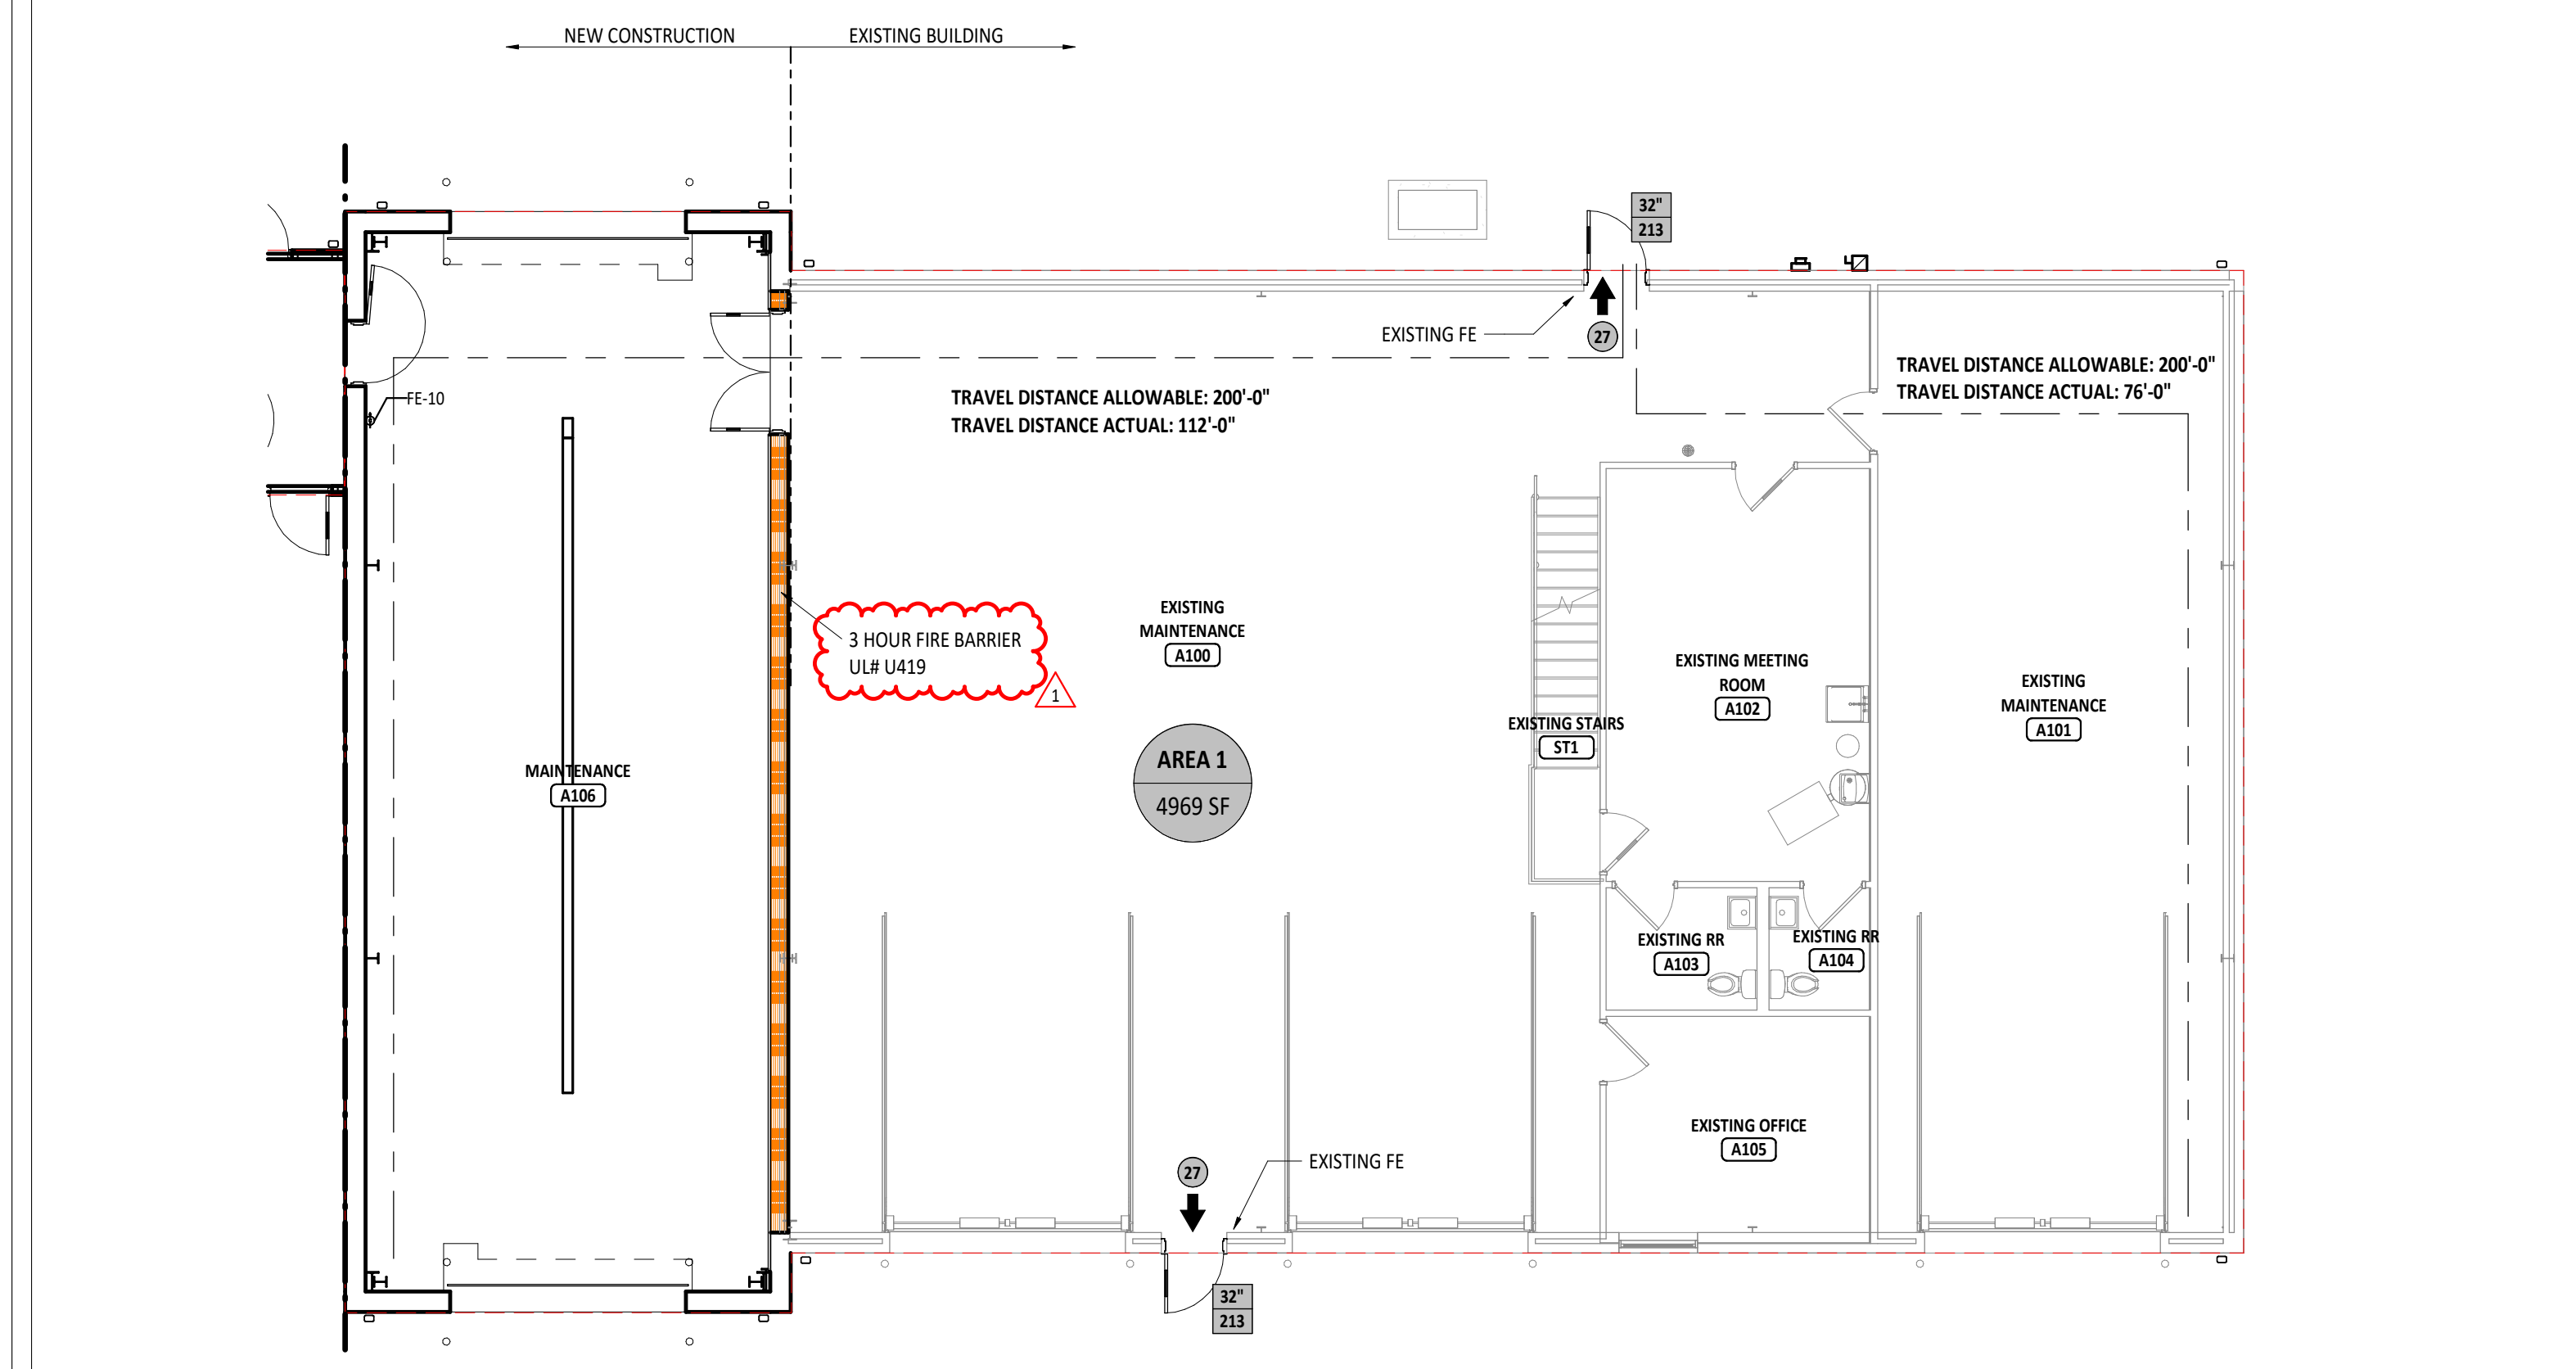 NEW CONSTRUCTION
EXISTING BUILDING
32"
213
EXISTING FE
27
TRAVEL DISTANCE ALLOWABLE: 200'-0"
TRAVEL DISTANCE ACTUAL: 76'-0"
FE-10
TRAVEL DISTANCE ALLOWABLE: 200'-0"
TRAVEL DISTANCE ACTUAL: 112'-0"
3 HOUR FIRE BARRIER
UL# U419
1
EXISTING
MAINTENANCE
A100
EXISTING MEETING
ROOM
A102
EXISTING
MAINTENANCE
A101
EXISTING STAIRS
ST1
MAINTENANCE
A106
AREA 1
4969 SF
EXISTING RR
A103
EXISTING RR
A104
EXISTING OFFICE
A105
27
EXISTING FE
32"
213